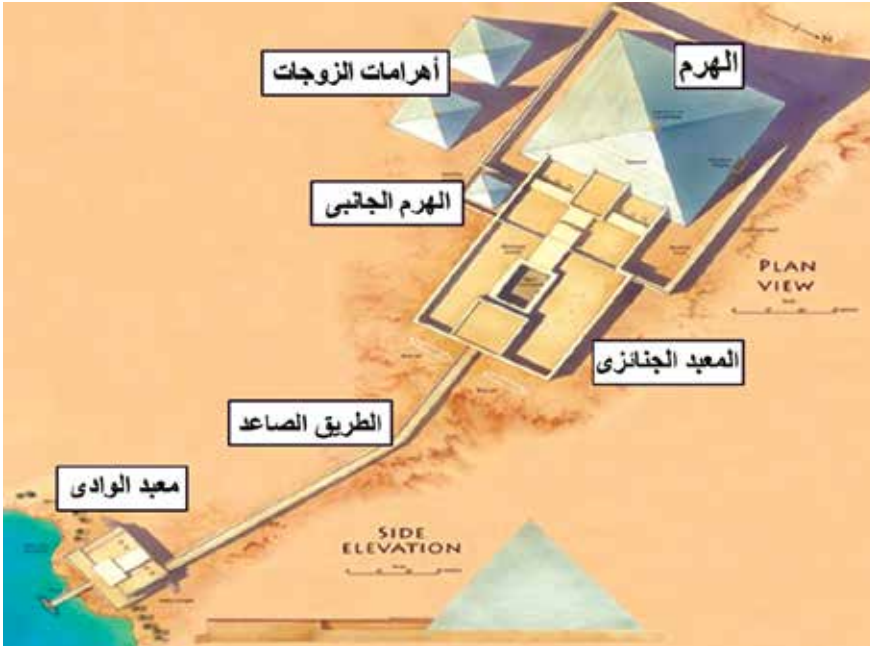 الهرم
أهرامات الزوجات
الهرم الجانبى
PLAN
VIEW
المعبد الجنائزى
الطريق الصاعد
معبد الوادى
SIDE
ELEVATION